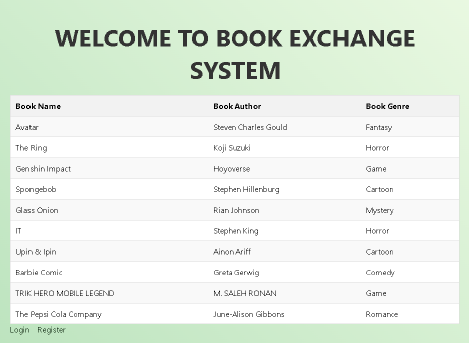 WELCOME TO BOOK EXCHANGE
SYSTEM
Book Name Book Author Book Genre
Avatar Steven Charles Gould Fantasy
The Ring Koji Suzuki Horror
Genshin Impact Hoyoverse Game
Spongebob Stephen Hillenburg Cartoon
Glass Onion Rian Johnson Mystery
IT Stephen King Horror
Upin & Ipin Ainon Ariff Cartoon
Barbie Comic Greta Gerwig Comedy
TRIK HERO MOBILE LEGEND M. SALEH RONAN Game
The Pepsi Cola Company June-Alison Gibbons Romance
Login Register